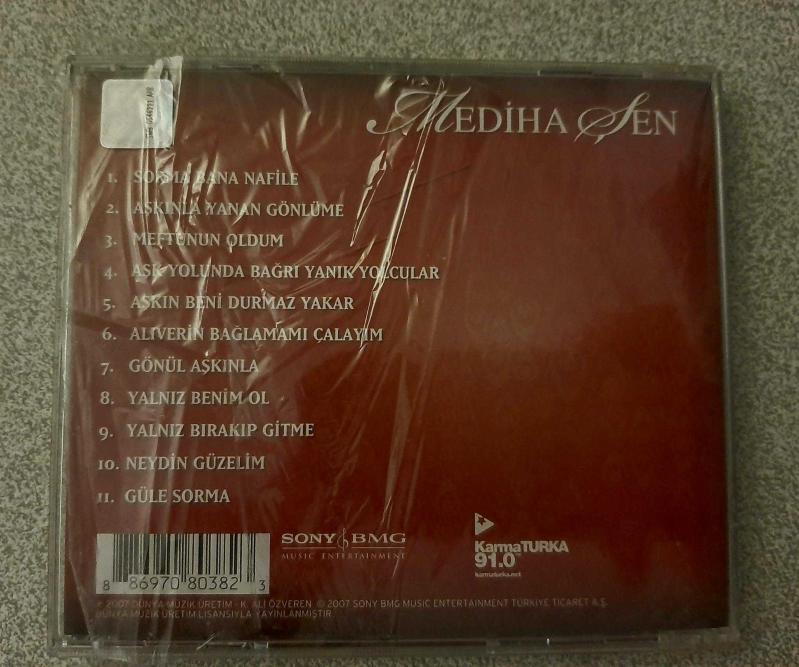 MEDİHA ŞEN
1. SORMA BANA NAFİLE
2. AŞKINLA YANAN GÖNLÜME
3. MEFTUNUN OLDUM
4. AŞK YOLUNDA BAĞRI YANIK YOLCULAR
5. AŞKIN BENİ DURMAZ YAKAR
6. ALIVERİN BAĞLAMAMI ÇALAYIM
7. GÖNÜL AŞKINLA
8. YALNIZ BENİM OL
9. YALNIZ BIRAKIP GİTME
10. NEYDİN GÜZELİM
11. GÜLE SORMA
SONY BMG
MUSIC ENTERTAINMENT
KarmaTURKA
91.0
karmaturka.net
8 86970 80382 3
℗ 2007 DÜNYA MÜZİK ÜRETİM - K. ALİ ÖZVEREN © 2007 SONY BMG MUSIC ENTERTAINMENT TÜRKİYE TİCARET A.Ş.
DÜNYA MÜZİK ÜRETİM LİSANSIYLA YAYINLANMIŞTIR